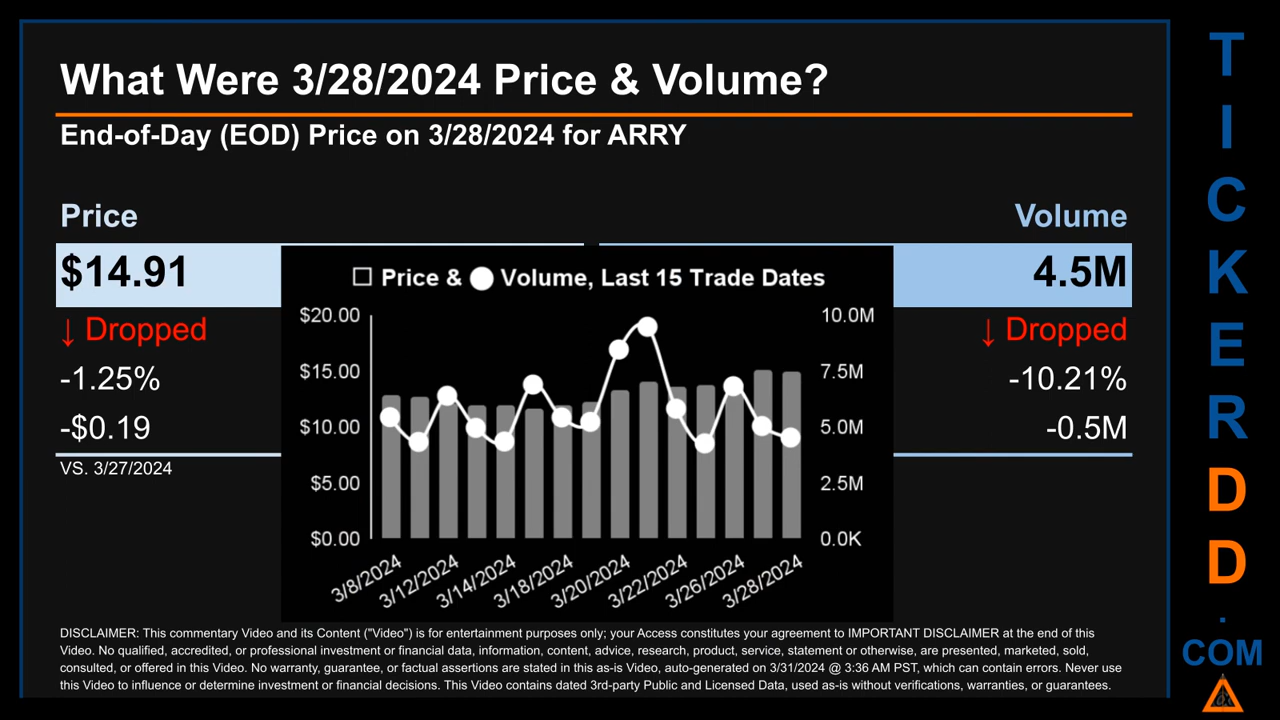 What Were 3/28/2024 Price & Volume?
End-of-Day (EOD) Price on 3/28/2024 for ARRY
Price
Volume
$14.91
4.5M
↓ Dropped
↓ Dropped
-1.25%
-10.21%
-$0.19
-0.5M
VS. 3/27/2024
Price & Volume, Last 15 Trade Dates
$20.00
$15.00
$10.00
$5.00
$0.00
10.0M
7.5M
5.0M
2.5M
0.0K
3/8/2024
3/12/2024
3/14/2024
3/18/2024
3/20/2024
3/22/2024
3/26/2024
3/28/2024
DISCLAIMER: This commentary Video and its Content ("Video") is for entertainment purposes only; your Access constitutes your agreement to IMPORTANT DISCLAIMER at the end of this
Video. No qualified, accredited, or professional investment or financial data, information, content, advice, research, product, service, statement or otherwise, are presented, marketed, sold,
consulted, or offered in this Video. No warranty, guarantee, or factual assertions are stated in this as-is Video, auto-generated on 3/31/2024 @ 3:36 AM PST, which can contain errors. Never use
this Video to influence or determine investment or financial decisions. This Video contains dated 3rd-party Public and Licensed Data, used as-is without verifications, warranties, or guarantees.
TICKERDD
.
COM